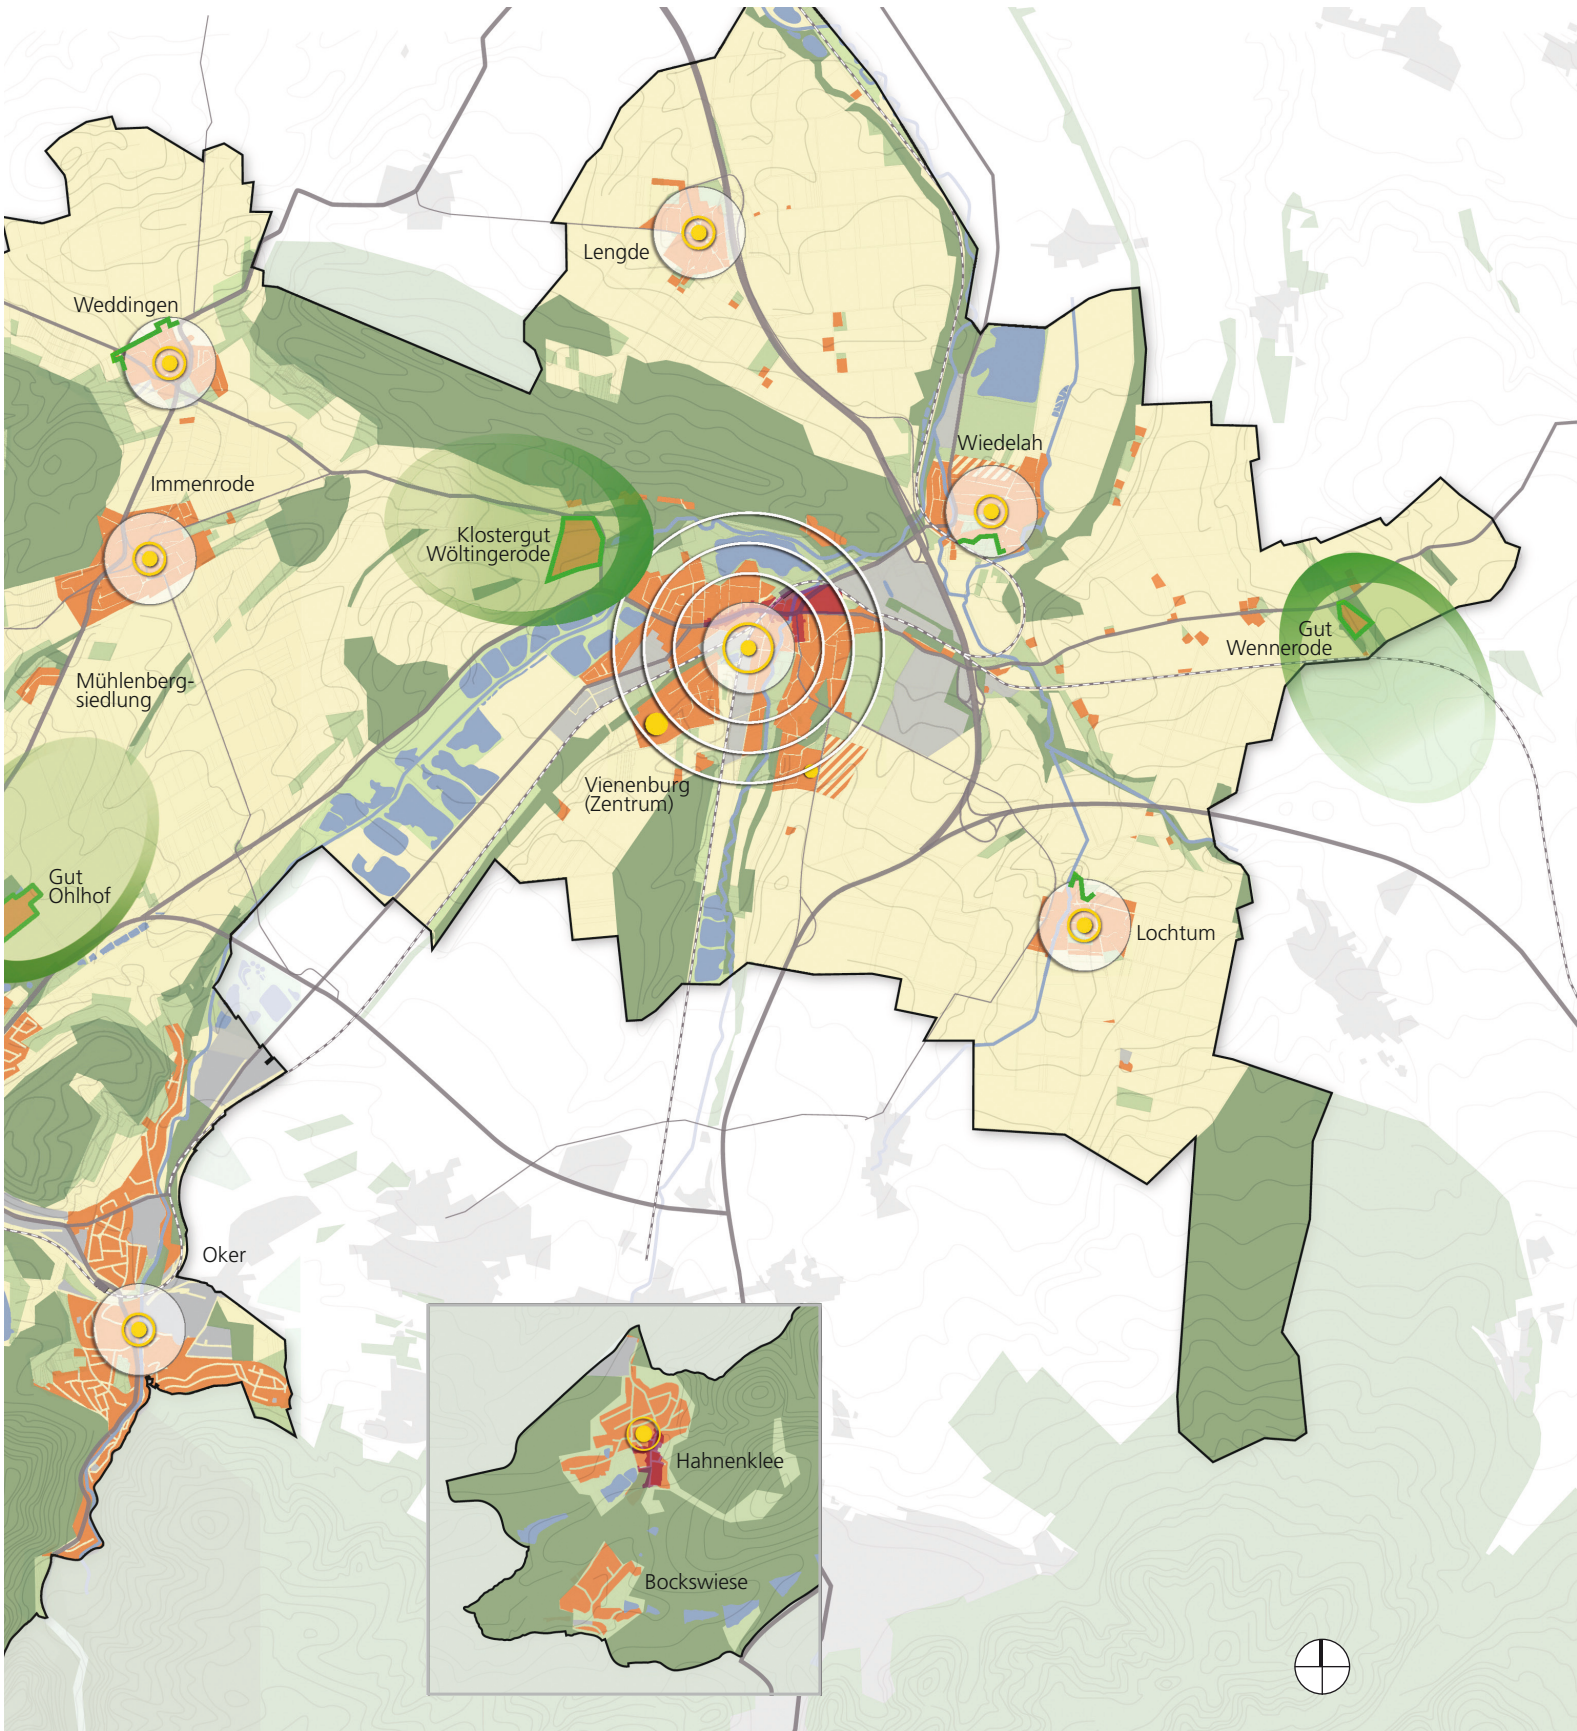 Lengde
Weddingen
Wiedelah
Immenrode
Klostergut
Wöltingerode
Gut
Wennerode
Mühlenberg-
siedlung
Vienenburg
(Zentrum)
Gut
Ohlhof
Lochtum
Oker
Hahnenklee
Bockswiese